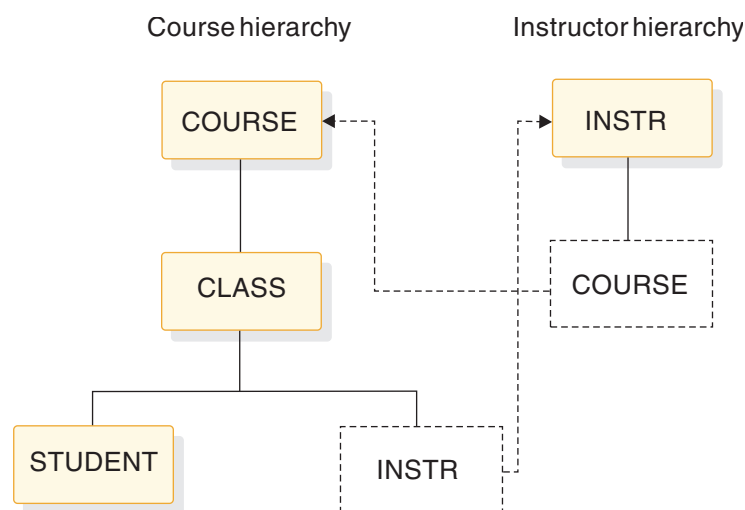 Course hierarchy
Instructor hierarchy
COURSE
INSTR
CLASS
COURSE
STUDENT
INSTR